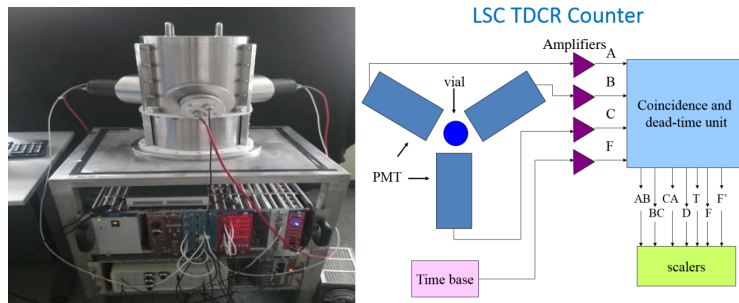 LSC TDCR Counter
Amplifiers
A
B
C
F
vial
PMT
Coincidence and
dead-time unit
AB
BC
CA
D
T
F
F’
Time base
scalers